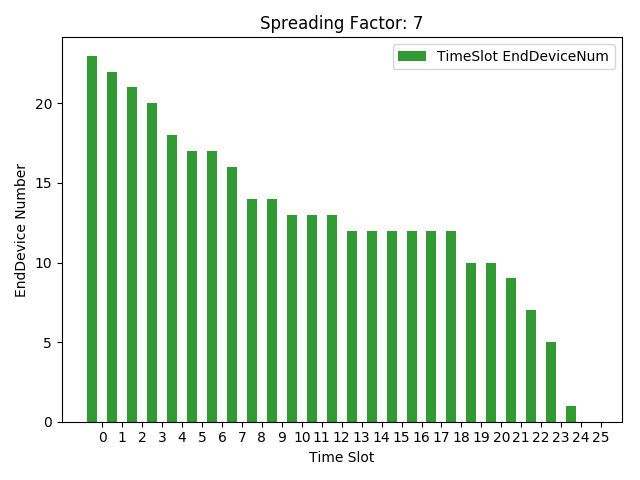 Spreading Factor: 7
TimeSlot EndDeviceNum
EndDevice Number
20
15
10
5
0
0 1 2 3 4 5 6 7 8 9 10 11 12 13 14 15 16 17 18 19 20 21 22 23 24 25
Time Slot